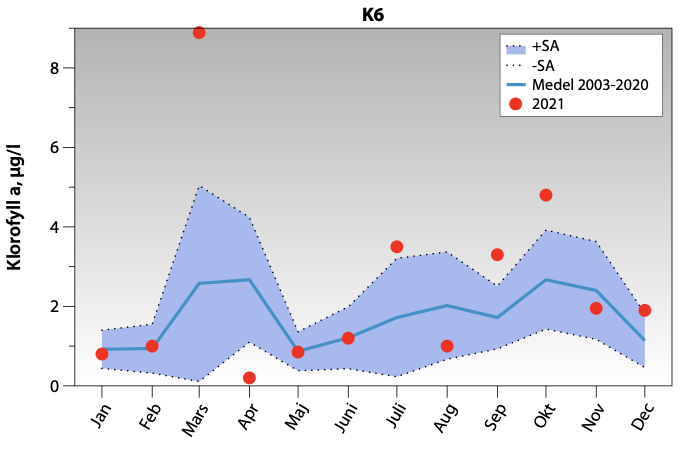 K6
+SA
-SA
Medel 2003-2020
2021
Klorofyll a, µg/l
8
6
4
2
0
Jan Feb Mars Apr Maj Juni Juli Aug Sep Okt Nov Dec